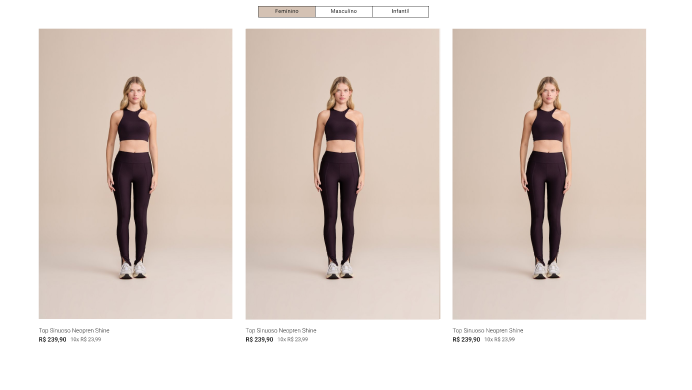 Feminino
Masculino
Infantil
Top Sinuoso Neopren Shine
R$ 239,90 10x R$ 23,99
Top Sinuoso Neopren Shine
R$ 239,90 10x R$ 23,99
Top Sinuoso Neopren Shine
R$ 239,90 10x R$ 23,99